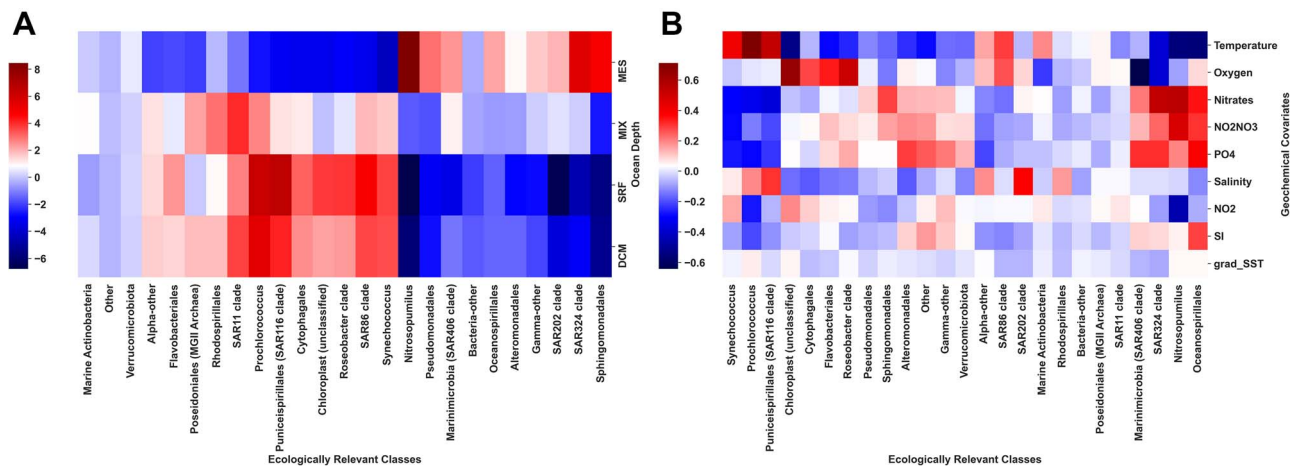 A
8
6
4
2
0
−2
−4
−6
MES
MIX
SRF
DCM
Ocean Depth
Marine Actinobacteria
Other
Verrucomicrobiota
Alpha-other
Flavobacteriales
Poseidoniales (MGII Archaea)
Rhodospirillales
SAR11 clade
Prochlorococcus
Puniceispirillales (SAR116 clade)
Cytophagales
Chloroplast (unclassified)
Roseobacter clade
SAR86 clade
Synechococcus
Nitrosopumilus
Pseudomonadales
Marinimicrobia (SAR406 clade)
Bacteria-other
Oceanospirillales
Alteromonadales
Gamma-other
SAR202 clade
SAR324 clade
Sphingomonadales
Ecologically Relevant Classes
B
0.6
0.4
0.2
0.0
−0.2
−0.4
−0.6
Temperature
Oxygen
Nitrates
NO2NO3
PO4
Salinity
NO2
SI
grad_SST
Geochemical Covariates
Synechococcus
Prochlorococcus
Puniceispirillales (SAR116 clade)
Chloroplast (unclassified)
Cytophagales
Flavobacteriales
Roseobacter clade
Pseudomonadales
Sphingomonadales
Alteromonadales
Other
Gamma-other
Verrucomicrobiota
Alpha-other
SAR86 clade
SAR202 clade
Marine Actinobacteria
Rhodospirillales
Bacteria-other
Poseidoniales (MGII Archaea)
SAR11 clade
Marinimicrobia (SAR406 clade)
SAR324 clade
Nitrosopumilus
Oceanospirillales
Ecologically Relevant Classes